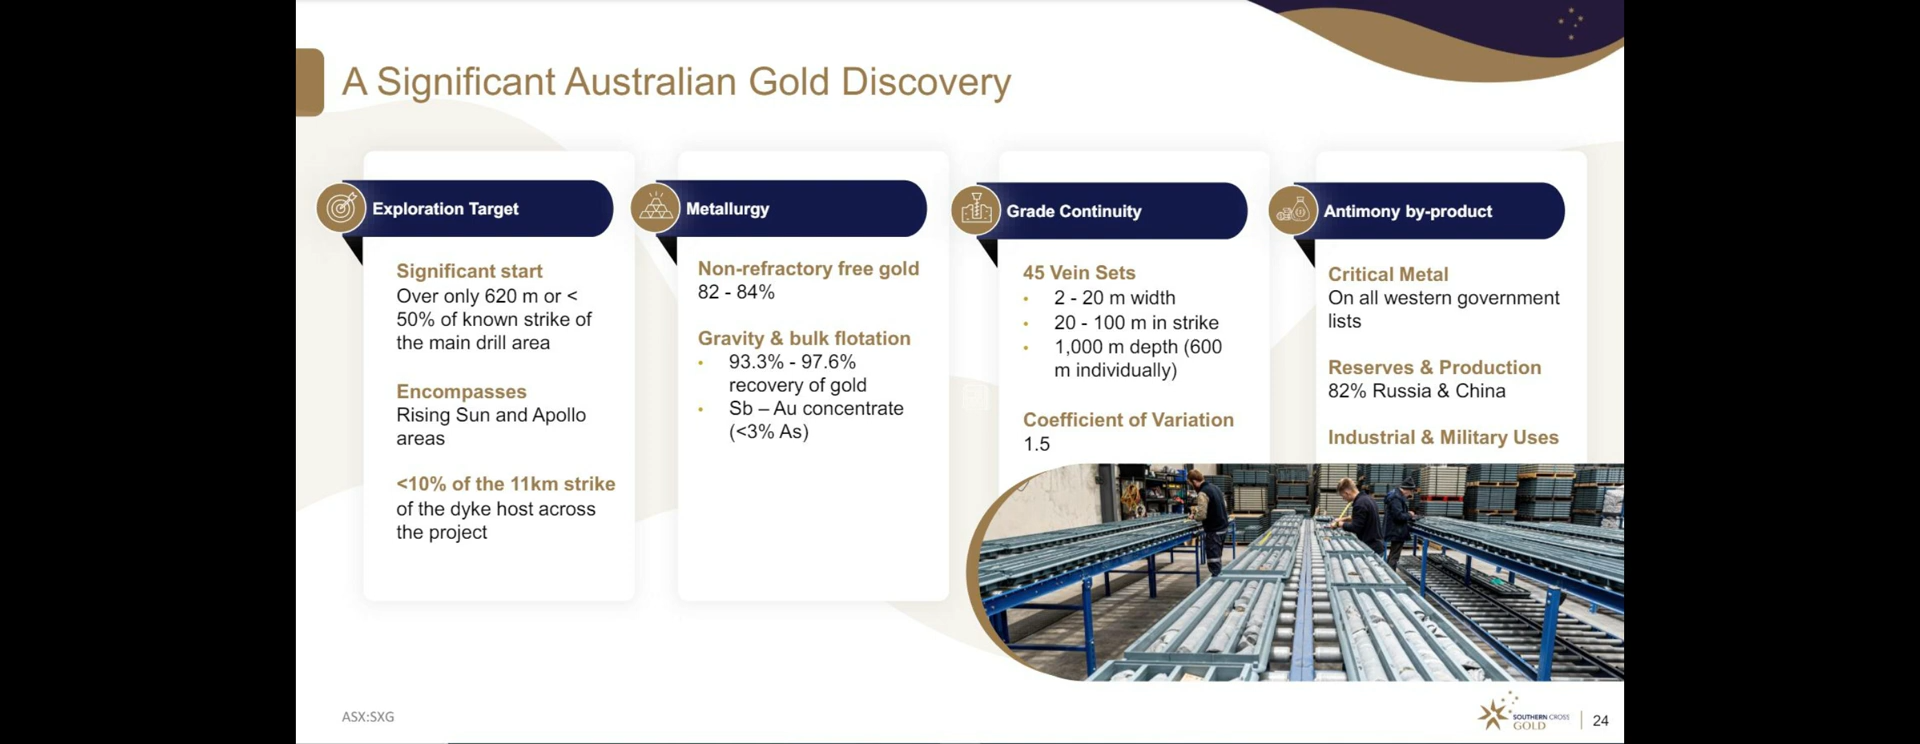 A Significant Australian Gold Discovery
Exploration Target
Significant start
Over only 620 m or <
50% of known strike of
the main drill area
Encompasses
Rising Sun and Apollo
areas
<10% of the 11km strike
of the dyke host across
the project
Metallurgy
Non-refractory free gold
82 - 84%
Gravity & bulk flotation
• 93.3% - 97.6%
recovery of gold
• Sb – Au concentrate
(<3% As)
Grade Continuity
45 Vein Sets
• 2 - 20 m width
• 20 - 100 m in strike
• 1,000 m depth (600
m individually)
Coefficient of Variation
1.5
Antimony by-product
Critical Metal
On all western government
lists
Reserves & Production
82% Russia & China
Industrial & Military Uses
ASX:SXG
SOUTHERN CROSS
GOLD
24